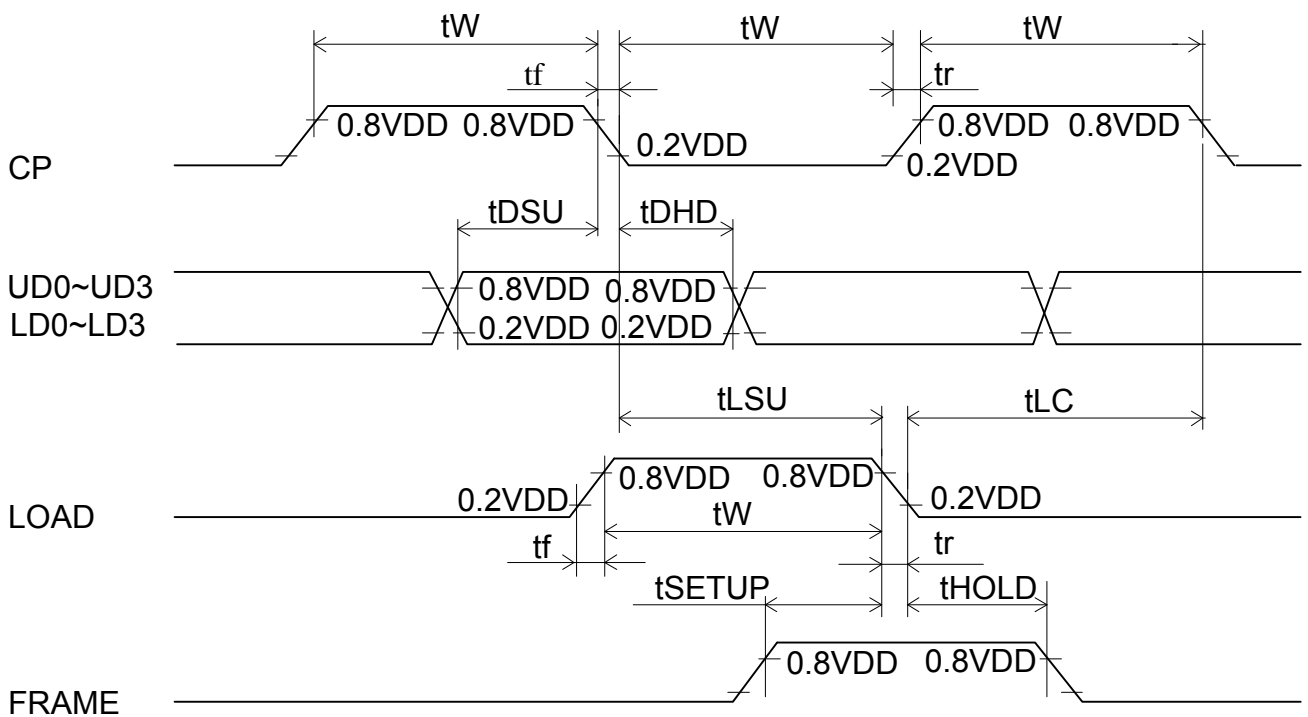 tW tW tW
tf tr
0.8VDD 0.8VDD 0.8VDD 0.8VDD
0.2VDD 0.2VDD
CP
tDSU tDHD
UD0~UD3 0.8VDD 0.8VDD
LD0~LD3 0.2VDD 0.2VDD
tLSU tLC
0.8VDD 0.8VDD
0.2VDD 0.2VDD
LOAD tW
tf tr
tSETUP tHOLD
0.8VDD 0.8VDD
FRAME